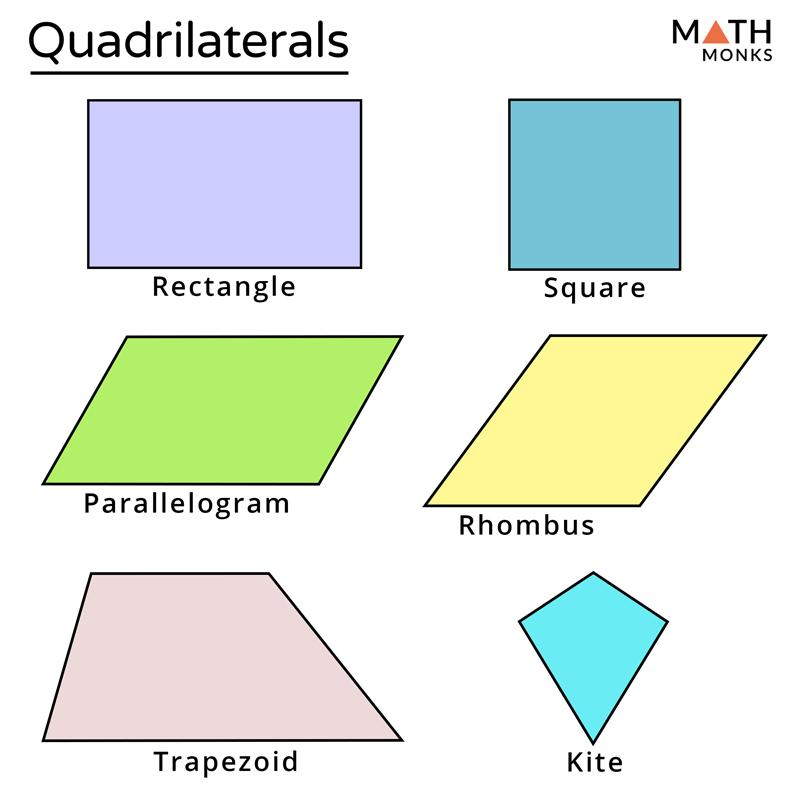 Quadrilaterals
MATH
MONKS
Rectangle
Square
Parallelogram
Rhombus
Trapezoid
Kite